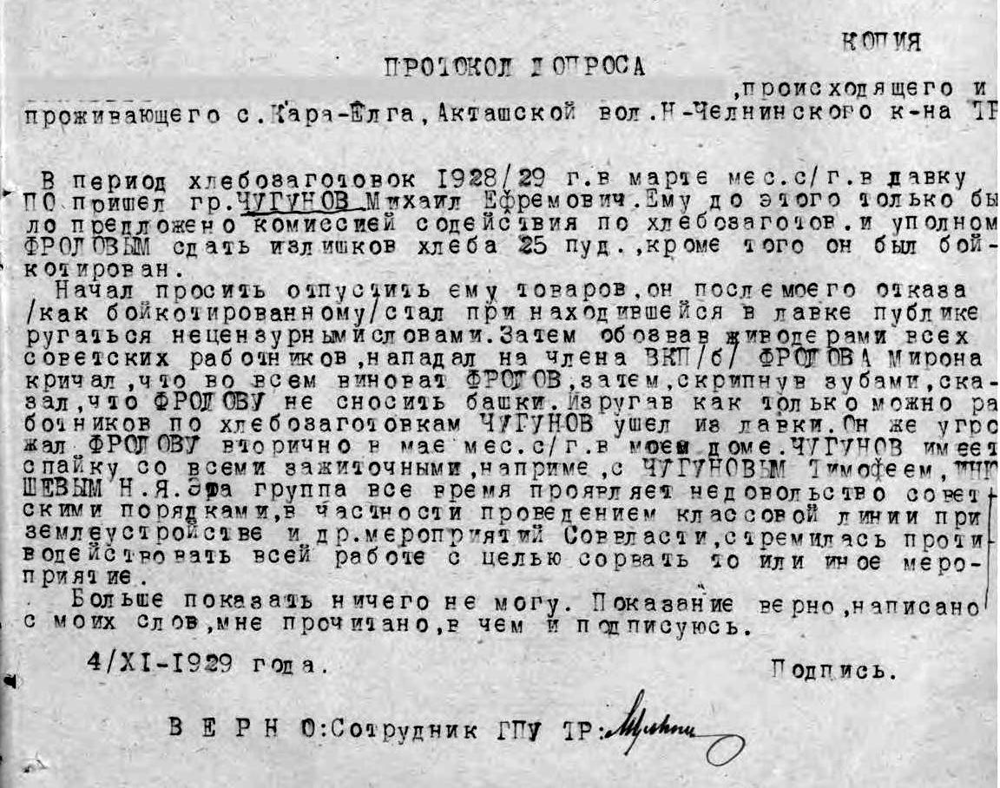 КОПИЯ
ПРОТОКОЛ ДОПРОСА
,происходящего и
проживающего с.Кара-Елга,Акташской вол.Н-Челнинского к-на ТР
В период хлебозаготовок 1928/29 г.в марте мес.с/г.в лавку
ПО пришел гр.ЧУГУНОВ Михаил Ефремович.Ему до этого только бы
ло предложено комиссией содействия по хлебозаготов.и уполном
ФРОЛОВЫМ сдать излишков хлеба 25 пуд.,кроме того он был бой-
котирован.
Начал просить отпустить ему товаров,он после моего отказа
/как бойкотированному/стал при находившейся в лавке публике
ругаться нецензурными словами.Затем обозвав живодерами всех
советских работников,нападал на члена ВКП/б/ ФРОЛОВА Мирона
кричал,что во всем виноват ФРОЛОВ,затем,скрипнув зубами,ска-
зал,что ФРОЛОВУ не сносить башки.Изругав как только можно ра
ботников по хлебозаготовкам ЧУГУНОВ ушел из лавки.Он же угро
жал ФРОЛОВУ вторично в мае мес.с/г.в моем доме.ЧУГУНОВ имеет
спайку со всеми зажиточными,наприме,с ЧУГУНОВЫМ Тимофеем,
ШЕВЫМ Н.Я.Эта группа все время проявляет недовольство совет
скими порядками,в частности проведением классовой линии при
землеустройстве и др.мероприятий Соввласти,стремилась проти
водействовать всей работе с целью сорвать то или иное меро-
приятие.
Больше показать ничего не могу. Показание верно,написано
с моих слов,мне прочитано,в чем и подписуюсь.
4/XI-1929 года.
Подпись.
В Е Р Н О:Сотрудник ГПУ ТР: